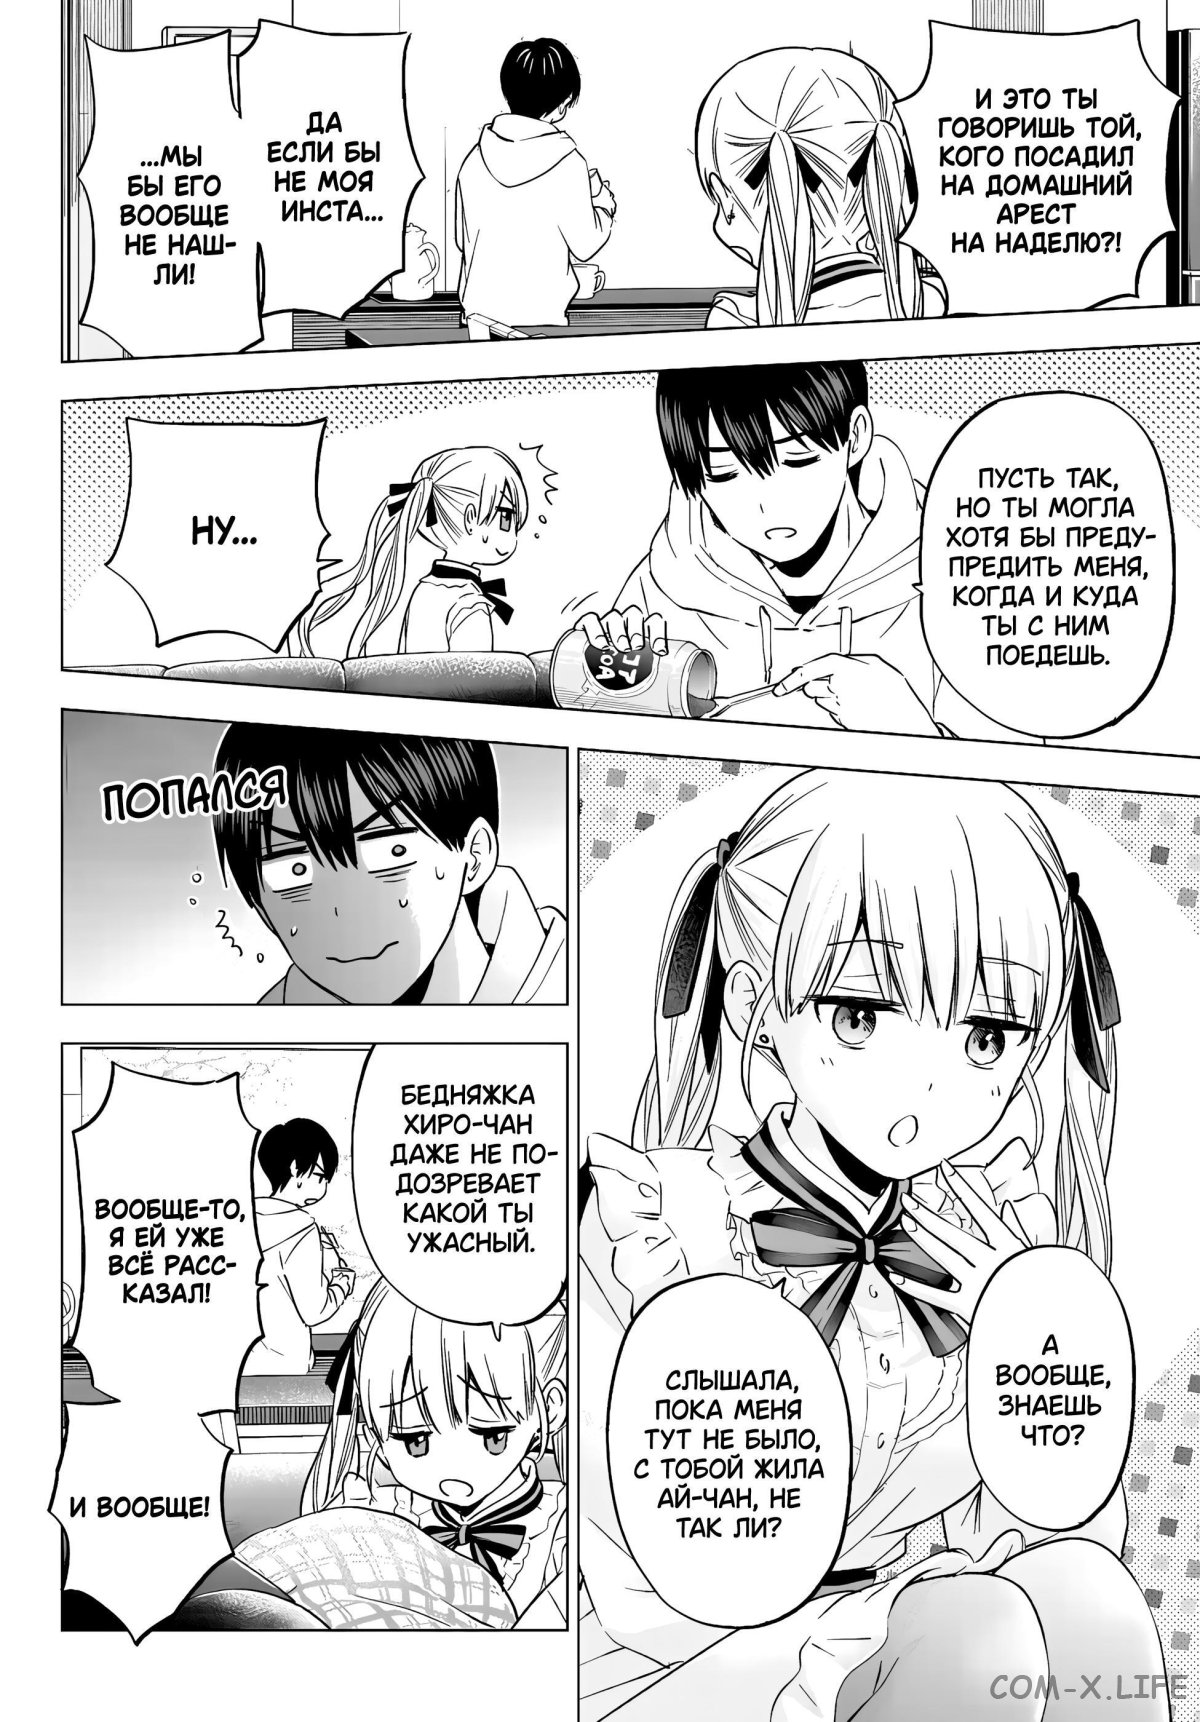 И ЭТО ТЫ
ГОВОРИШЬ ТОЙ,
КОГО ПОСАДИЛ
НА ДОМАШНИЙ
АРЕСТ
НА НАДЕЛЮ?!
ДА
ЕСЛИ БЫ
НЕ МОЯ
ИНСТА...
...МЫ
БЫ ЕГО
ВООБЩЕ
НЕ НАШ-
ЛИ!
ПУСТЬ ТАК,
НО ТЫ МОГЛА
ХОТЯ БЫ ПРЕДУ-
ПРЕДИТЬ МЕНЯ,
КОГДА И КУДА
ТЫ С НИМ
ПОЕДЕШЬ.
НУ...
А
ВООБЩЕ,
ЗНАЕШЬ
ЧТО?
СЛЫШАЛА,
ПОКА МЕНЯ
ТУТ НЕ БЫЛО,
С ТОБОЙ ЖИЛА
АЙ-ЧАН, НЕ
ТАК ЛИ?
ПОПАЛСЯ
БЕДНЯЖКА
ХИРО-ЧАН
ДАЖЕ НЕ ПО-
ДОЗРЕВАЕТ
КАКОЙ ТЫ
УЖАСНЫЙ.
ВООБЩЕ-ТО,
Я ЕЙ УЖЕ
ВСЁ РАСС-
КАЗАЛ!
И ВООБЩЕ!
COM-X.LIFE